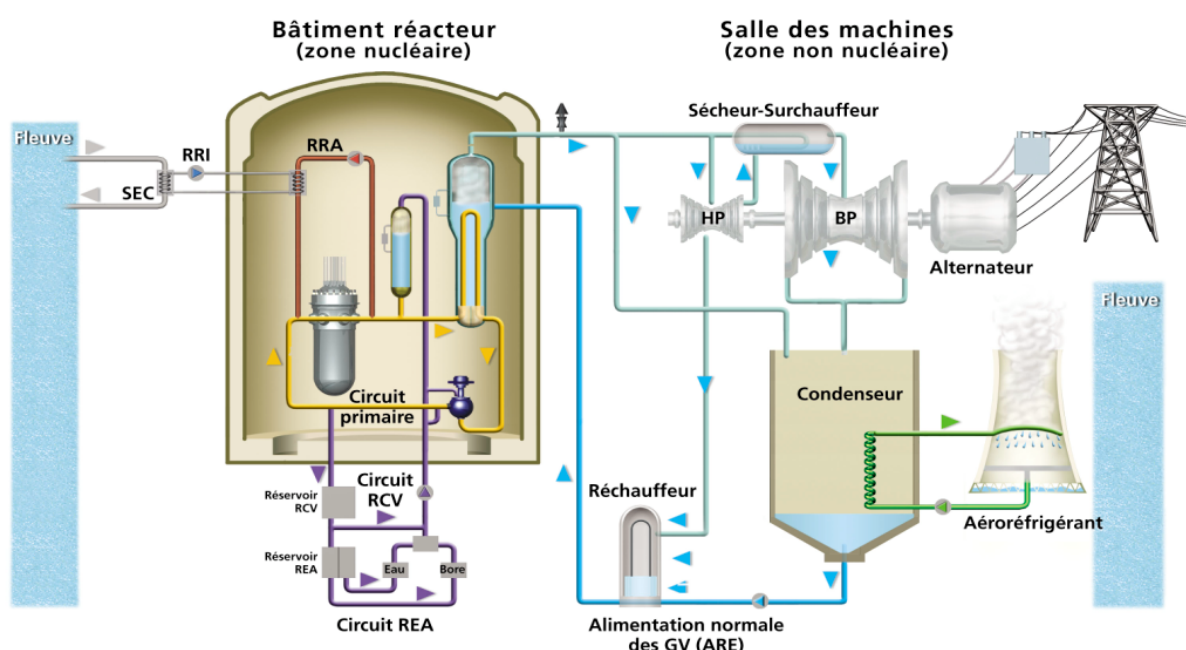 Bâtiment réacteur
(zone nucléaire)
Salle des machines
(zone non nucléaire)
Fleuve
RRI
SEC
RRA
Sécheur-Surchauffeur
HP
BP
Alternateur
Fleuve
Circuit
primaire
Condenseur
Aéroréfrigérant
Réservoir
RCV
Circuit
RCV
Réchauffeur
Réservoir
REA
Eau
Bore
Circuit REA
Alimentation normale
des GV (ARE)